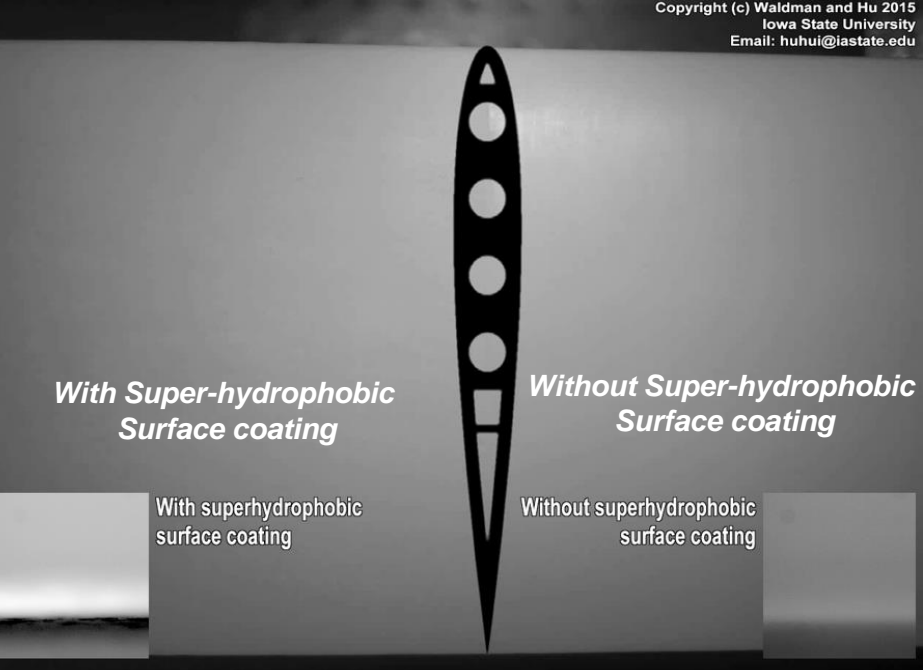 Copyright (c) Waldman and Hu 2015
Iowa State University
Email: huhui@iastate.edu
With Super-hydrophobic
Surface coating
Without Super-hydrophobic
Surface coating
With superhydrophobic
surface coating
Without superhydrophobic
surface coating